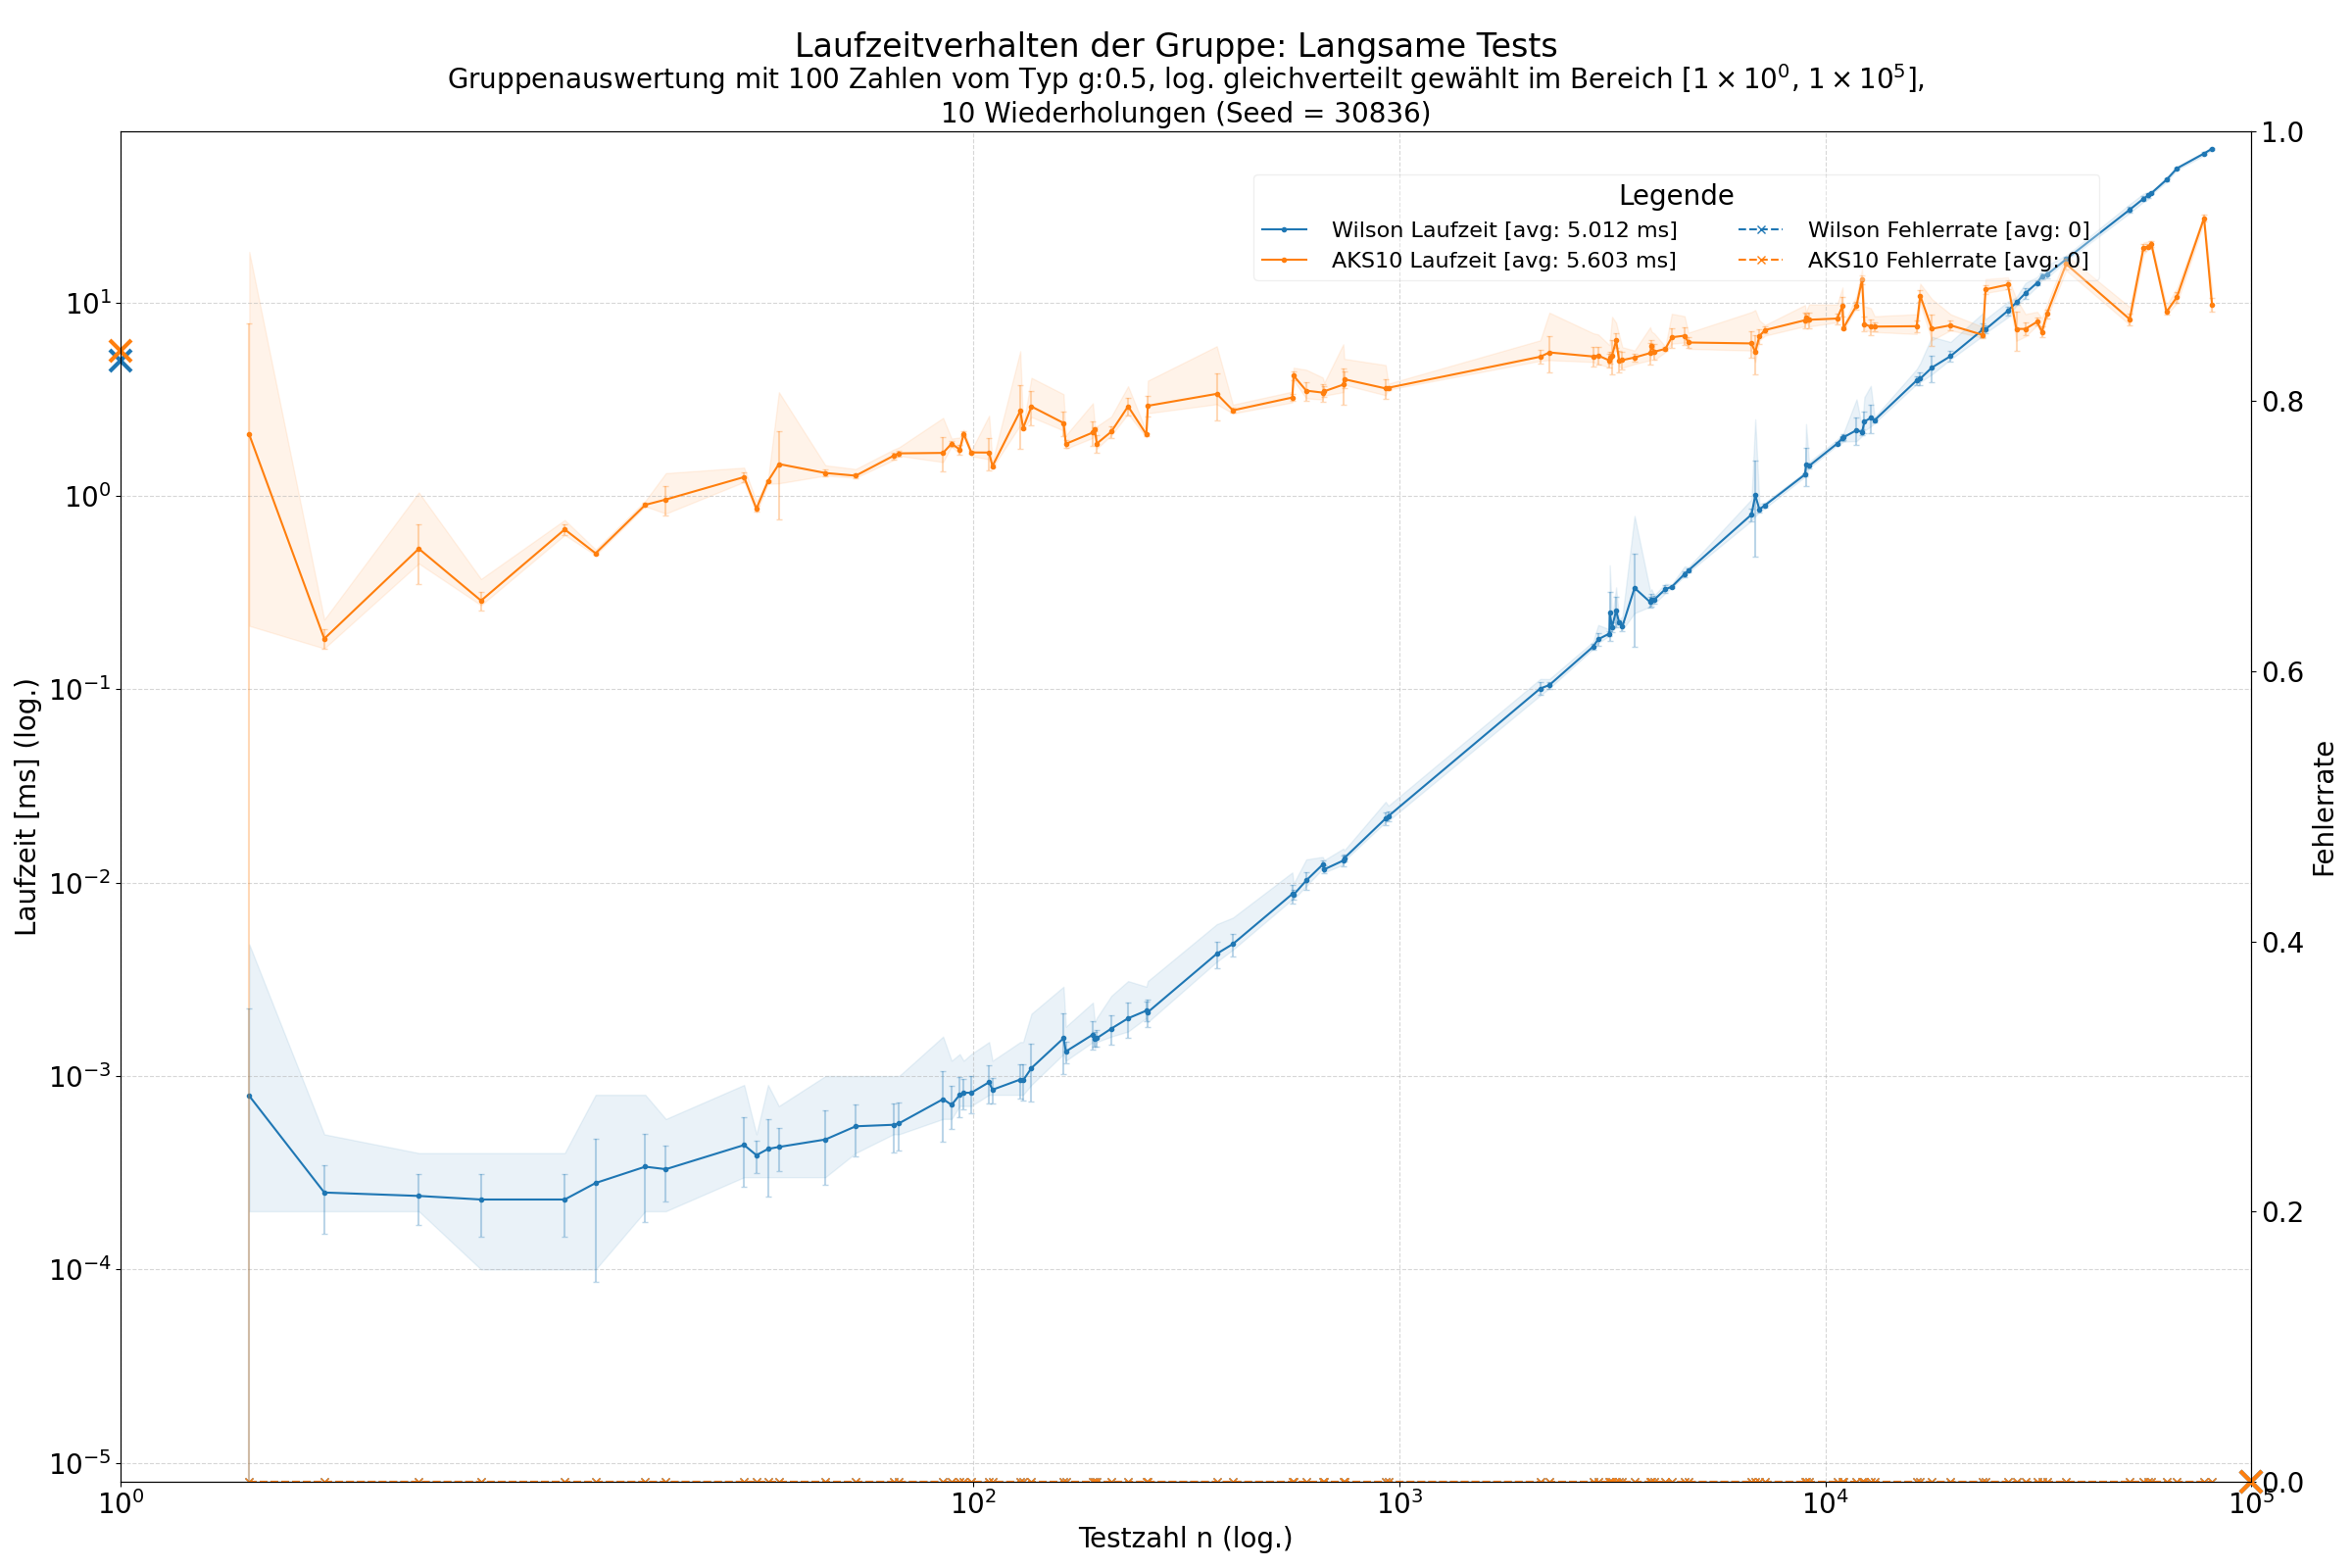 Laufzeitverhalten der Gruppe: Langsame Tests
Gruppenauswertung mit 100 Zahlen vom Typ g:0.5, log. gleichverteilt gewählt im Bereich [1 × 10⁰, 1 × 10⁵],
10 Wiederholungen (Seed = 30836)
Legende
Wilson Laufzeit [avg: 5.012 ms]
AKS10 Laufzeit [avg: 5.603 ms]
Wilson Fehlerrate [avg: 0]
AKS10 Fehlerrate [avg: 0]
Laufzeit [ms] (log.)
10¹
10⁰
10⁻¹
10⁻²
10⁻³
10⁻⁴
10⁻⁵
10⁰
10²
10³
10⁴
10⁵
Testzahl n (log.)
1.0
0.8
0.6
0.4
0.2
0.0
Fehlerrate